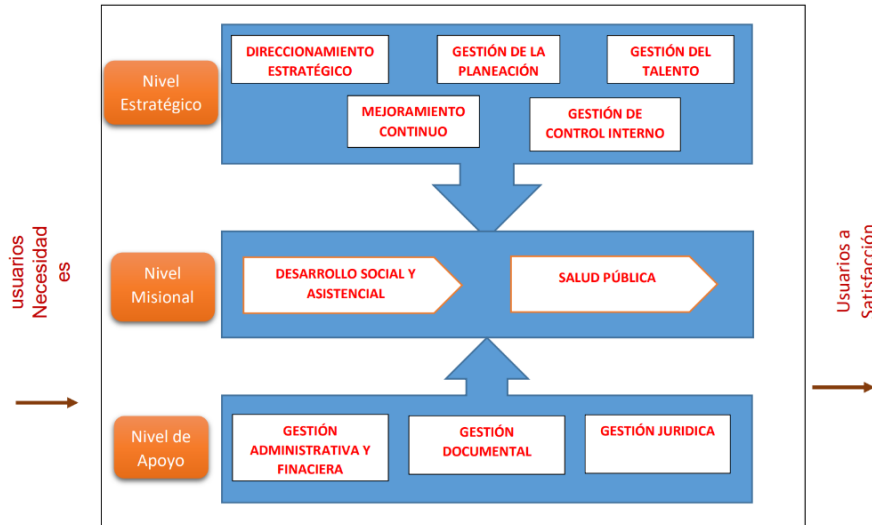 usuarios
Necesidad
es
Nivel
Estratégico
DIRECCIONAMIENTO
ESTRATÉGICO
GESTIÓN DE LA
PLANEACIÓN
GESTIÓN DEL
TALENTO
MEJORAMIENTO
CONTINUO
GESTIÓN DE
CONTROL INTERNO
Nivel
Misional
DESARROLLO SOCIAL Y
ASISTENCIAL
SALUD PÚBLICA
Nivel de
Apoyo
GESTIÓN
ADMINISTRATIVA Y
FINACIERA
GESTIÓN
DOCUMENTAL
GESTIÓN JURIDICA
Usuarios a
Satisfacción